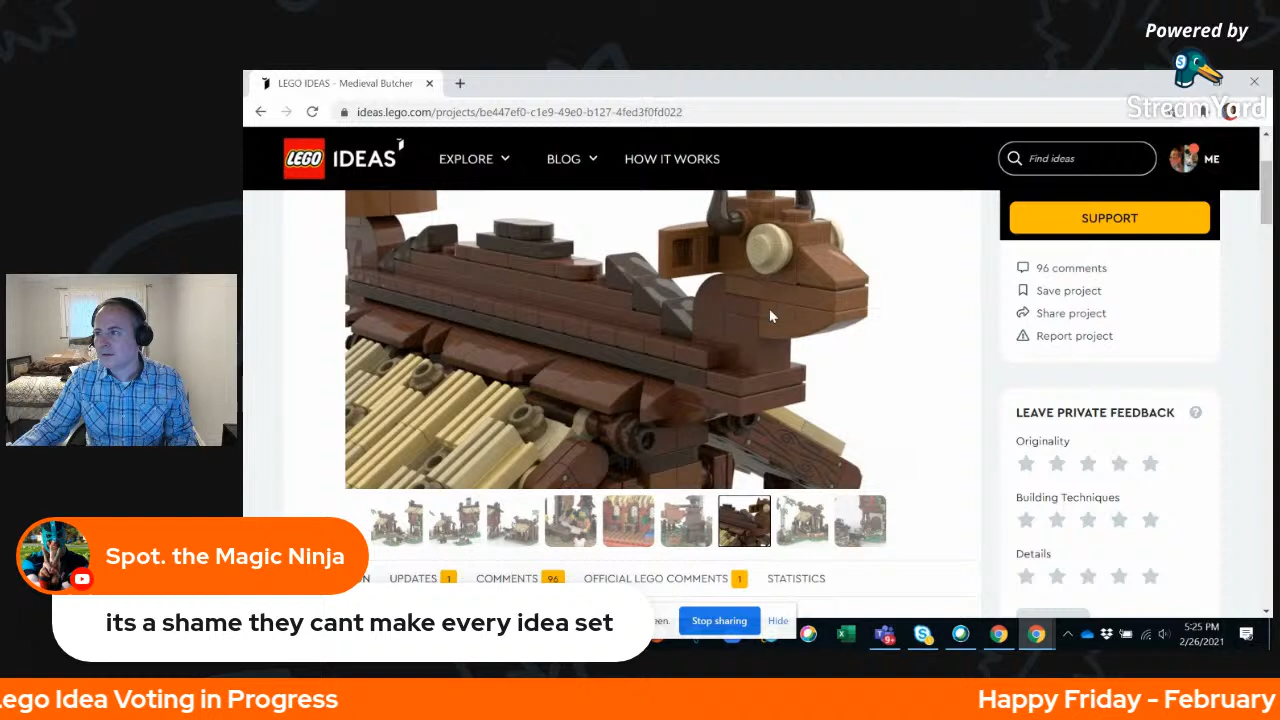 Powered by
StreamYard
LEGO IDEAS - Medieval Butcher
ideas.lego.com/projects/be447ef0-c1e9-49e0-b127-4fed3f0fd022
LEGO IDEAS
EXPLORE
BLOG
HOW IT WORKS
Find ideas
ME
SUPPORT
96 comments
Save project
Share project
Report project
LEAVE PRIVATE FEEDBACK ?
Originality
Building Techniques
Details
UPDATES 1
COMMENTS 96
OFFICIAL LEGO COMMENTS 1
STATISTICS
Spot. the Magic Ninja
its a shame they cant make every idea set
Stop sharing
Hide
5:25 PM
2/26/2021
Lego Idea Voting in Progress
Happy Friday - February